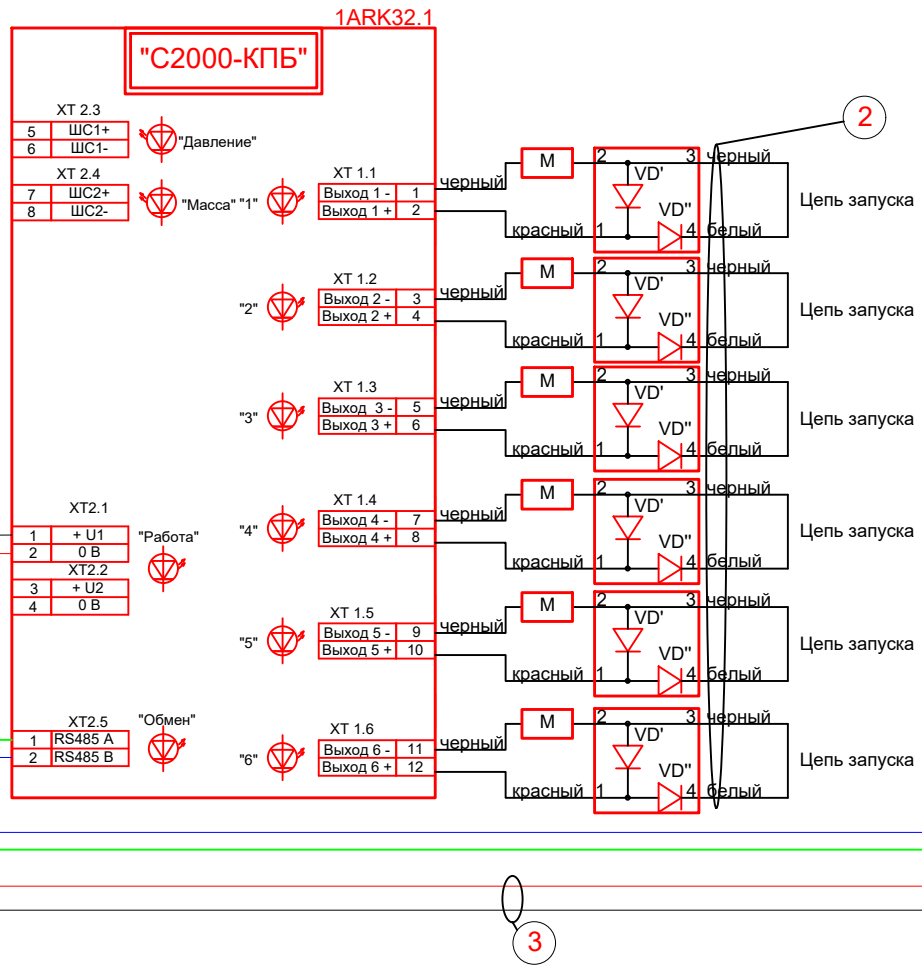 1ARK32.1
"С2000-КПБ"
XT 2.3
5 ШС1+
6 ШС1-
"Давление"
XT 2.4
7 ШС2+
8 ШС2-
"Масса"
"1"
XT 1.1
Выход 1 - 1
Выход 1 + 2
черный
красный
M
2 3
VD'
VD"
1 4
черный
белый
Цепь запуска
2
"2"
XT 1.2
Выход 2 - 3
Выход 2 + 4
черный
красный
M
2 3
VD'
VD"
1 4
черный
белый
Цепь запуска
"3"
XT 1.3
Выход 3 - 5
Выход 3 + 6
черный
красный
M
2 3
VD'
VD"
1 4
черный
белый
Цепь запуска
XT2.1
1 + U1
2 0 В
XT2.2
3 + U2
4 0 В
"Работа"
"4"
XT 1.4
Выход 4 - 7
Выход 4 + 8
черный
красный
M
2 3
VD'
VD"
1 4
черный
белый
Цепь запуска
"5"
XT 1.5
Выход 5 - 9
Выход 5 + 10
черный
красный
M
2 3
VD'
VD"
1 4
черный
белый
Цепь запуска
XT2.5
1 RS485 A
2 RS485 B
"Обмен"
"6"
XT 1.6
Выход 6 - 11
Выход 6 + 12
черный
красный
M
2 3
VD'
VD"
1 4
черный
белый
Цепь запуска
3